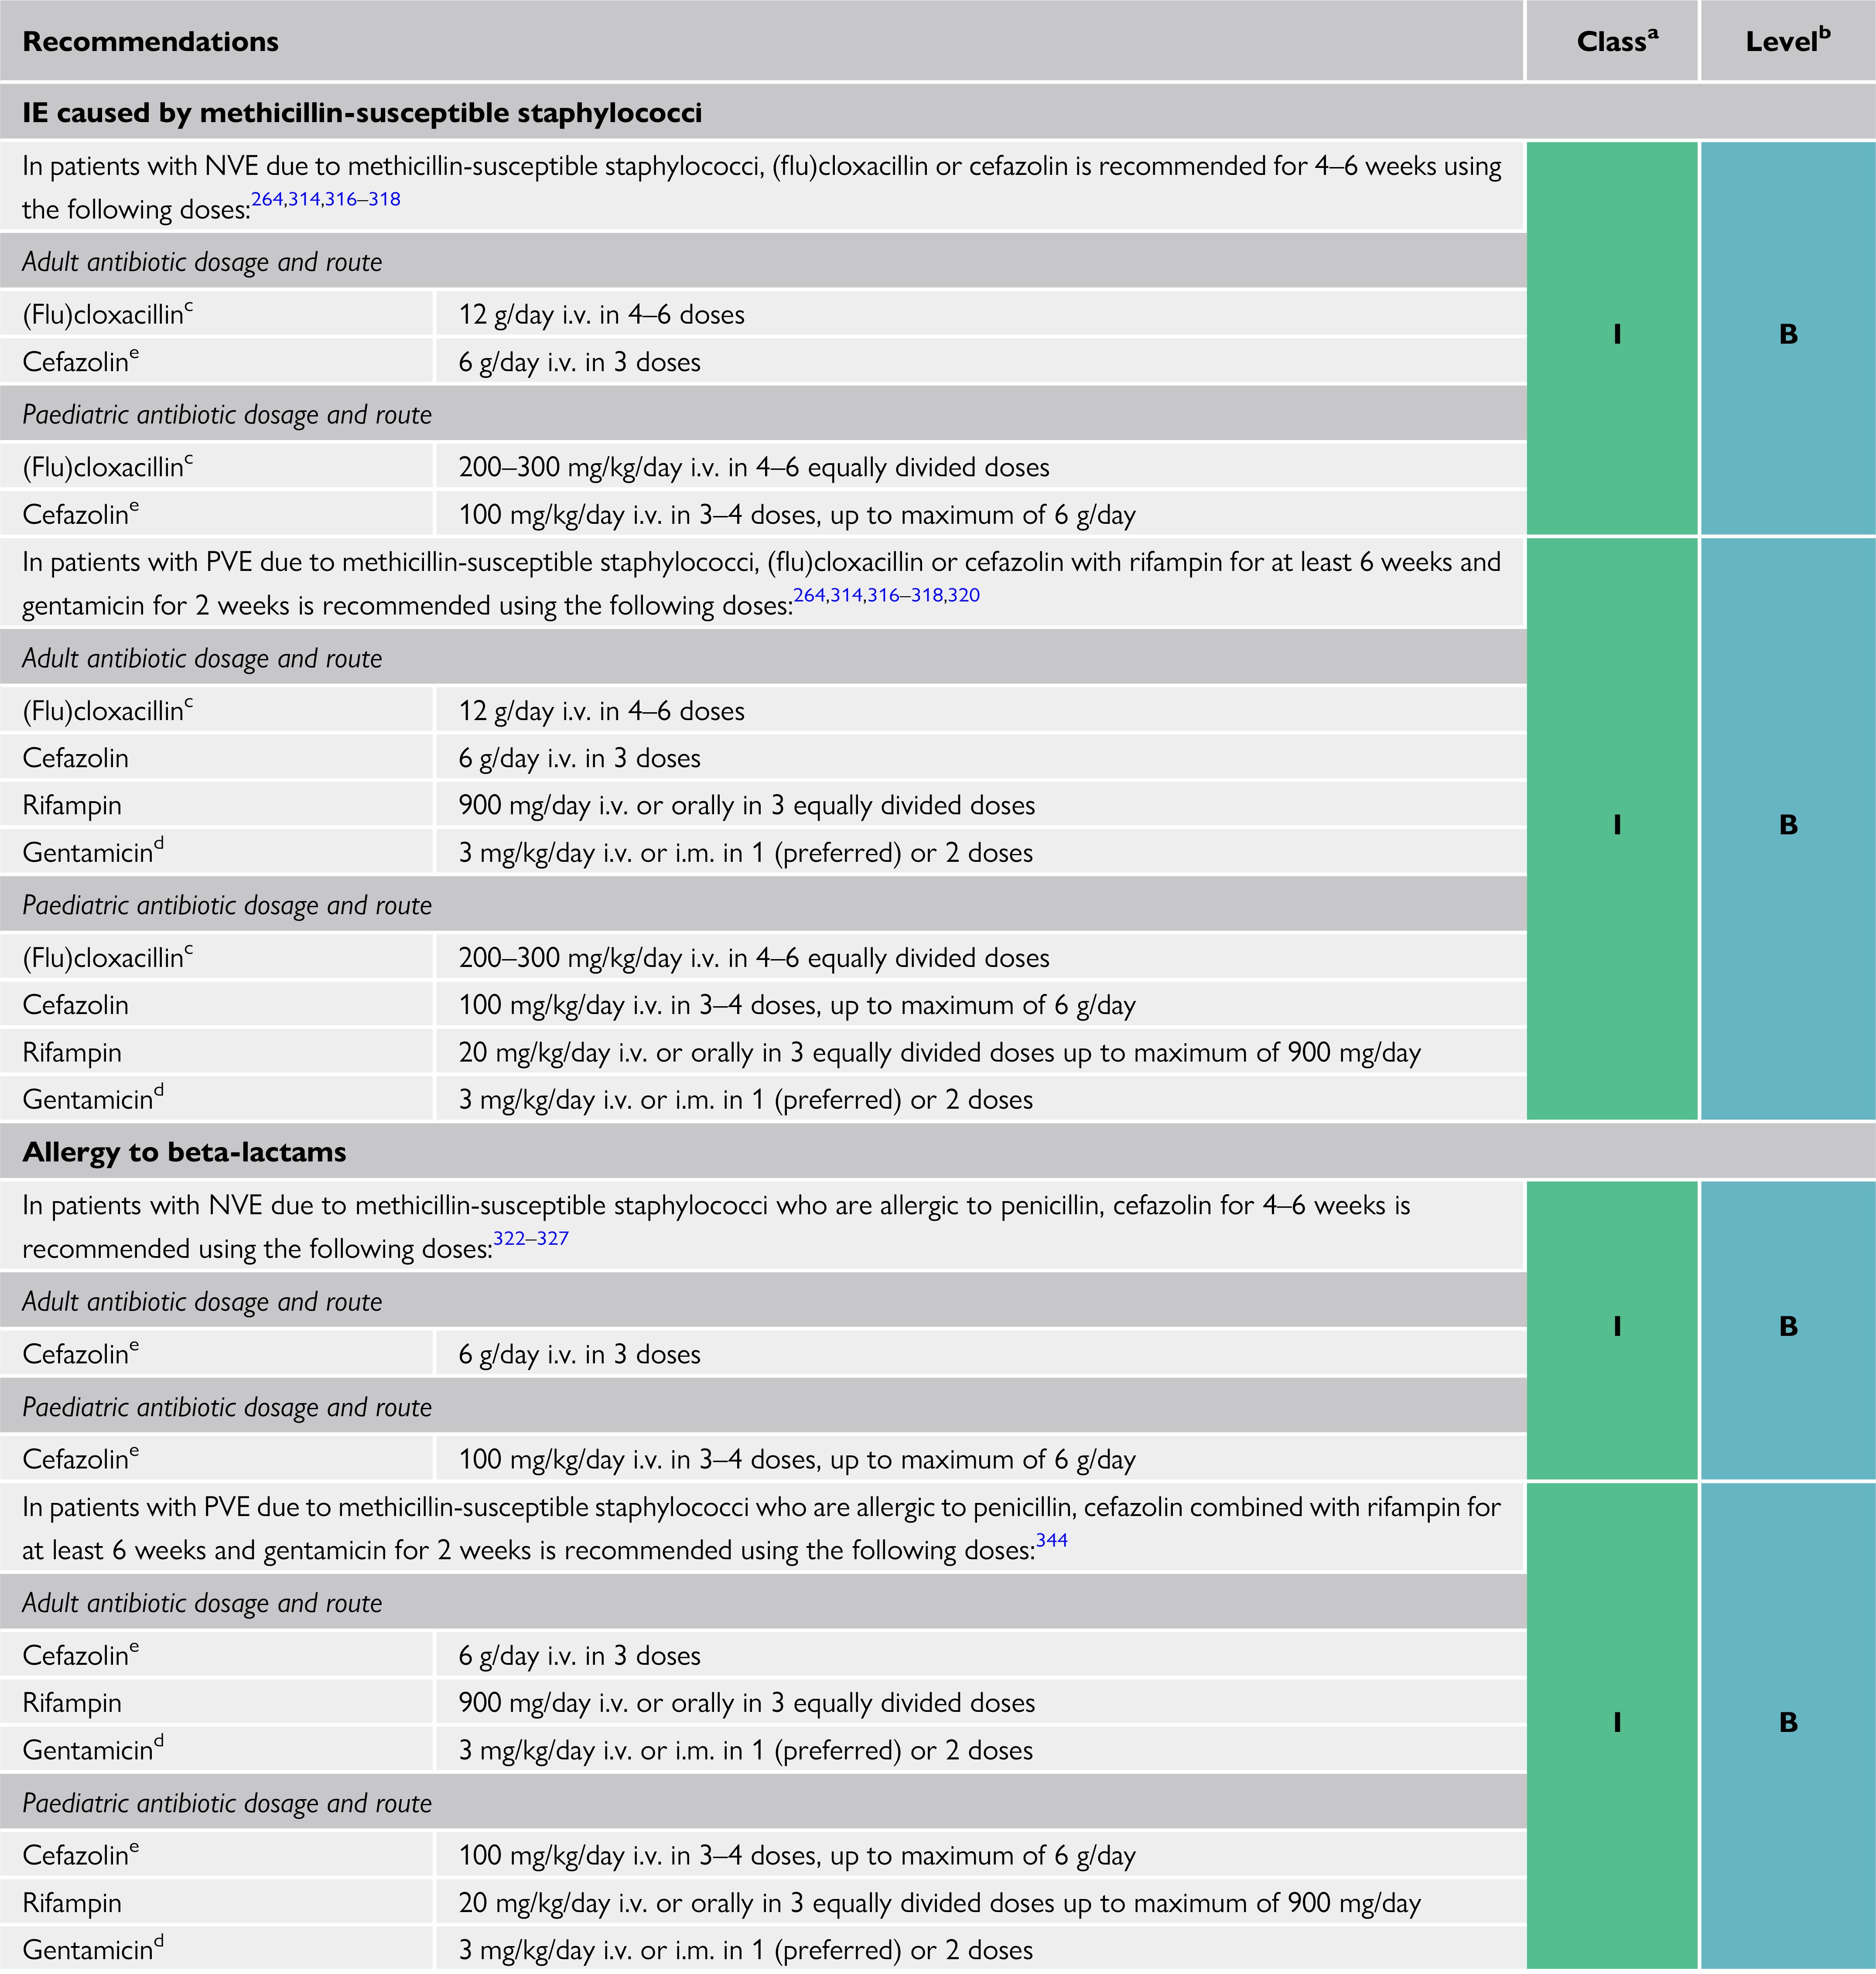 Recommendations Classᵃ Levelᵇ
IE caused by methicillin-susceptible staphylococci
In patients with NVE due to methicillin-susceptible staphylococci, (flu)cloxacillin or cefazolin is recommended for 4–6 weeks using
the following doses:264,314,316–318
Adult antibiotic dosage and route
(Flu)cloxacillinᶜ 12 g/day i.v. in 4–6 doses
I B
Cefazolinᵉ 6 g/day i.v. in 3 doses
Paediatric antibiotic dosage and route
(Flu)cloxacillinᶜ 200–300 mg/kg/day i.v. in 4–6 equally divided doses
Cefazolinᵉ 100 mg/kg/day i.v. in 3–4 doses, up to maximum of 6 g/day
In patients with PVE due to methicillin-susceptible staphylococci, (flu)cloxacillin or cefazolin with rifampin for at least 6 weeks and
gentamicin for 2 weeks is recommended using the following doses:264,314,316–318,320
Adult antibiotic dosage and route
(Flu)cloxacillinᶜ 12 g/day i.v. in 4–6 doses
Cefazolin 6 g/day i.v. in 3 doses
Rifampin 900 mg/day i.v. or orally in 3 equally divided doses
I B
Gentamicinᵈ 3 mg/kg/day i.v. or i.m. in 1 (preferred) or 2 doses
Paediatric antibiotic dosage and route
(Flu)cloxacillinᶜ 200–300 mg/kg/day i.v. in 4–6 equally divided doses
Cefazolin 100 mg/kg/day i.v. in 3–4 doses, up to maximum of 6 g/day
Rifampin 20 mg/kg/day i.v. or orally in 3 equally divided doses up to maximum of 900 mg/day
Gentamicinᵈ 3 mg/kg/day i.v. or i.m. in 1 (preferred) or 2 doses
Allergy to beta-lactams
In patients with NVE due to methicillin-susceptible staphylococci who are allergic to penicillin, cefazolin for 4–6 weeks is
recommended using the following doses:322–327
Adult antibiotic dosage and route
I B
Cefazolinᵉ 6 g/day i.v. in 3 doses
Paediatric antibiotic dosage and route
Cefazolinᵉ 100 mg/kg/day i.v. in 3–4 doses, up to maximum of 6 g/day
In patients with PVE due to methicillin-susceptible staphylococci who are allergic to penicillin, cefazolin combined with rifampin for
at least 6 weeks and gentamicin for 2 weeks is recommended using the following doses:344
Adult antibiotic dosage and route
Cefazolinᵉ 6 g/day i.v. in 3 doses
Rifampin 900 mg/day i.v. or orally in 3 equally divided doses
I B
Gentamicinᵈ 3 mg/kg/day i.v. or i.m. in 1 (preferred) or 2 doses
Paediatric antibiotic dosage and route
Cefazolinᵉ 100 mg/kg/day i.v. in 3–4 doses, up to maximum of 6 g/day
Rifampin 20 mg/kg/day i.v. or orally in 3 equally divided doses up to maximum of 900 mg/day
Gentamicinᵈ 3 mg/kg/day i.v. or i.m. in 1 (preferred) or 2 doses